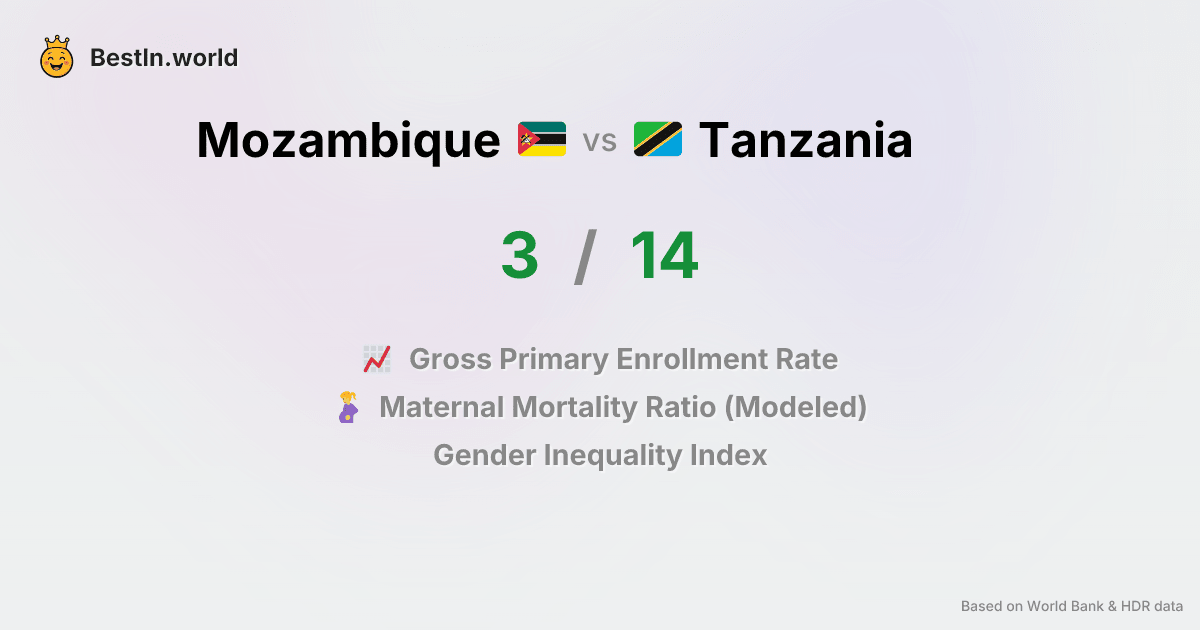 BestIn.world
Mozambique vs Tanzania
3 / 14
Gross Primary Enrollment Rate
Maternal Mortality Ratio (Modeled)
Gender Inequality Index
Based on World Bank & HDR data